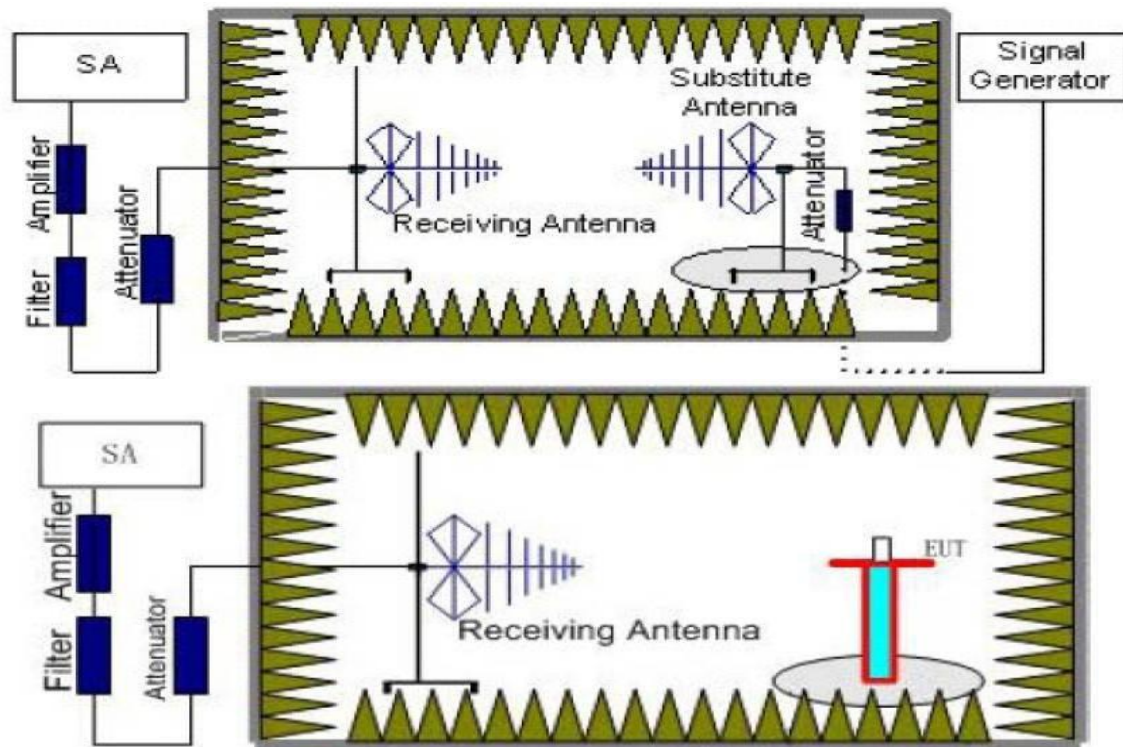 SA
Signal
Generator
Substitute
Antenna
Amplifier
Attenuator
Attenuator
Receiving Antenna
Filter
SA
Amplifier
EUT
Receiving Antenna
Filter
Attenuator